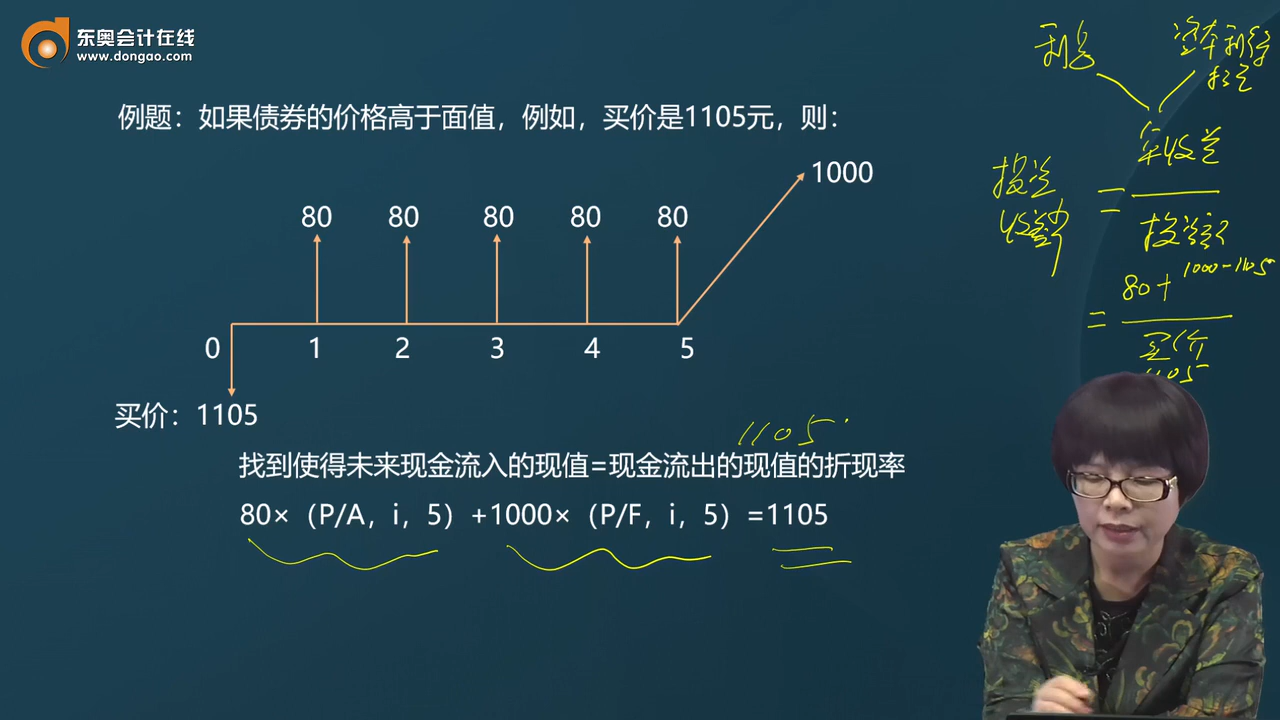 东奥会计在线
www.dongao.com
例题：如果债券的价格高于面值，例如，买价是1105元，则：
1000
80 80 80 80 80
0 1 2 3 4 5
买价：1105
1105
找到使得未来现金流入的现值=现金流出的现值的折现率
80×（P/A，i，5）+1000×（P/F，i，5）=1105
利息
资本利得
损益
年收益
投资
收益率
=
投资额
= 80+ 1000-1105
买价
1105